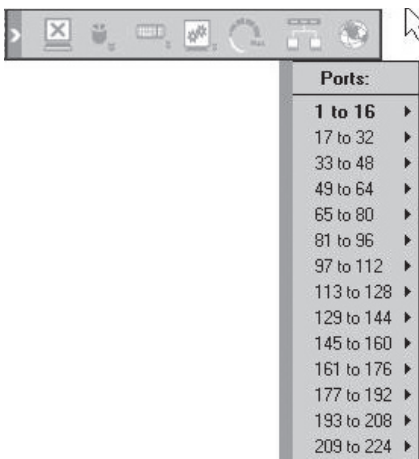 Ports:
1 to 16
17 to 32
33 to 48
49 to 64
65 to 80
81 to 96
97 to 112
113 to 128
129 to 144
145 to 160
161 to 176
177 to 192
193 to 208
209 to 224